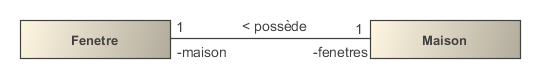 Fenetre
1
< possède
1
Maison
-maison
-fenetres